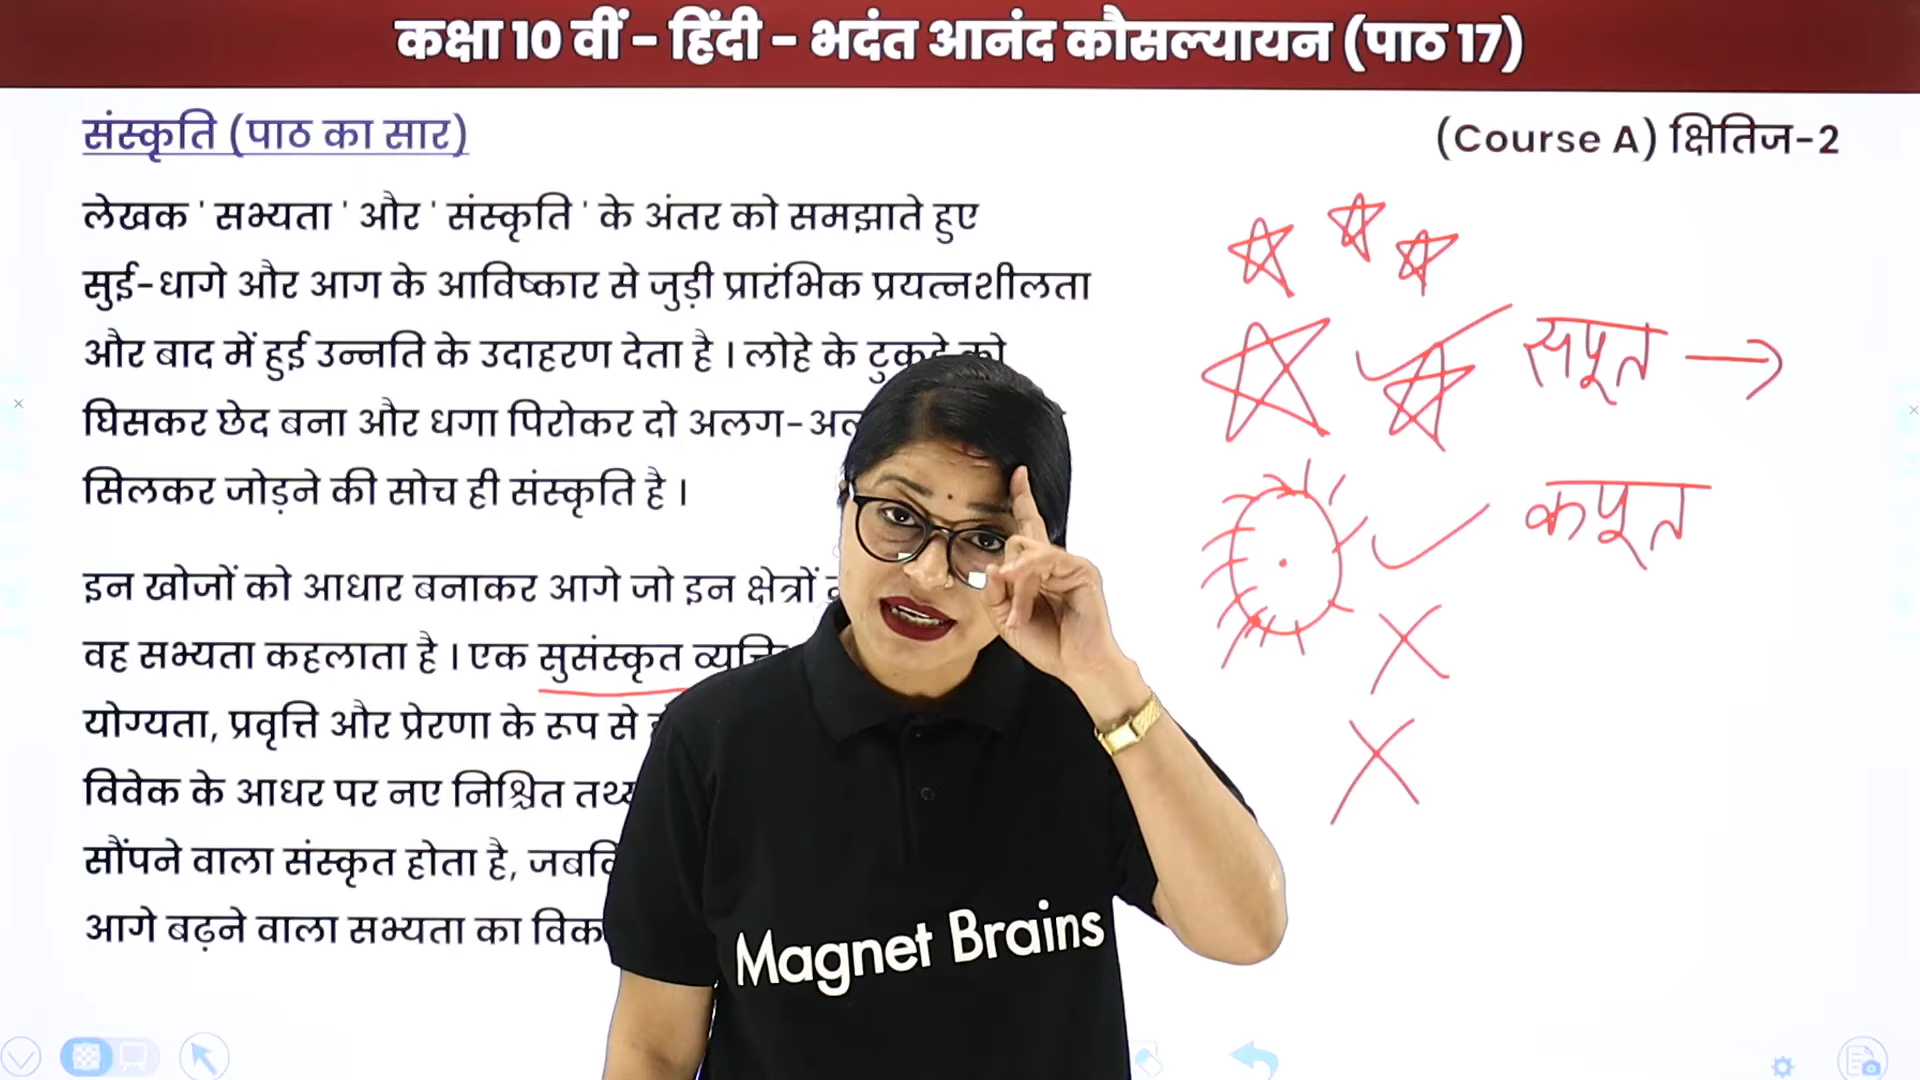 कक्षा 10 वीं - हिंदी - भदंत आनंद कौसल्यायन (पाठ 17)
संस्कृति (पाठ का सार)
(Course A) क्षितिज-2
लेखक ' सभ्यता ' और ' संस्कृति ' के अंतर को समझाते हुए
सुई-धागे और आग के आविष्कार से जुड़ी प्रारंभिक प्रयत्नशीलता
और बाद में हुई उन्नति के उदाहरण देता है । लोहे के टुकड़े को
घिसकर छेद बना और धगा पिरोकर दो अलग-
सिलकर जोड़ने की सोच ही संस्कृति है ।
इन खोजों को आधार बनाकर आगे जो इन क्षेत्रों
वह सभ्यता कहलाता है । एक सुसंस्कृत व्यक्ति
योग्यता, प्रवृत्ति और प्रेरणा के रूप से
विवेक के आधर पर नए निश्चित तथ्य
सौंपने वाला संस्कृत होता है,
आगे बढ़ने वाला सभ्यता का
सपूत
कपूत
Magnet Brains